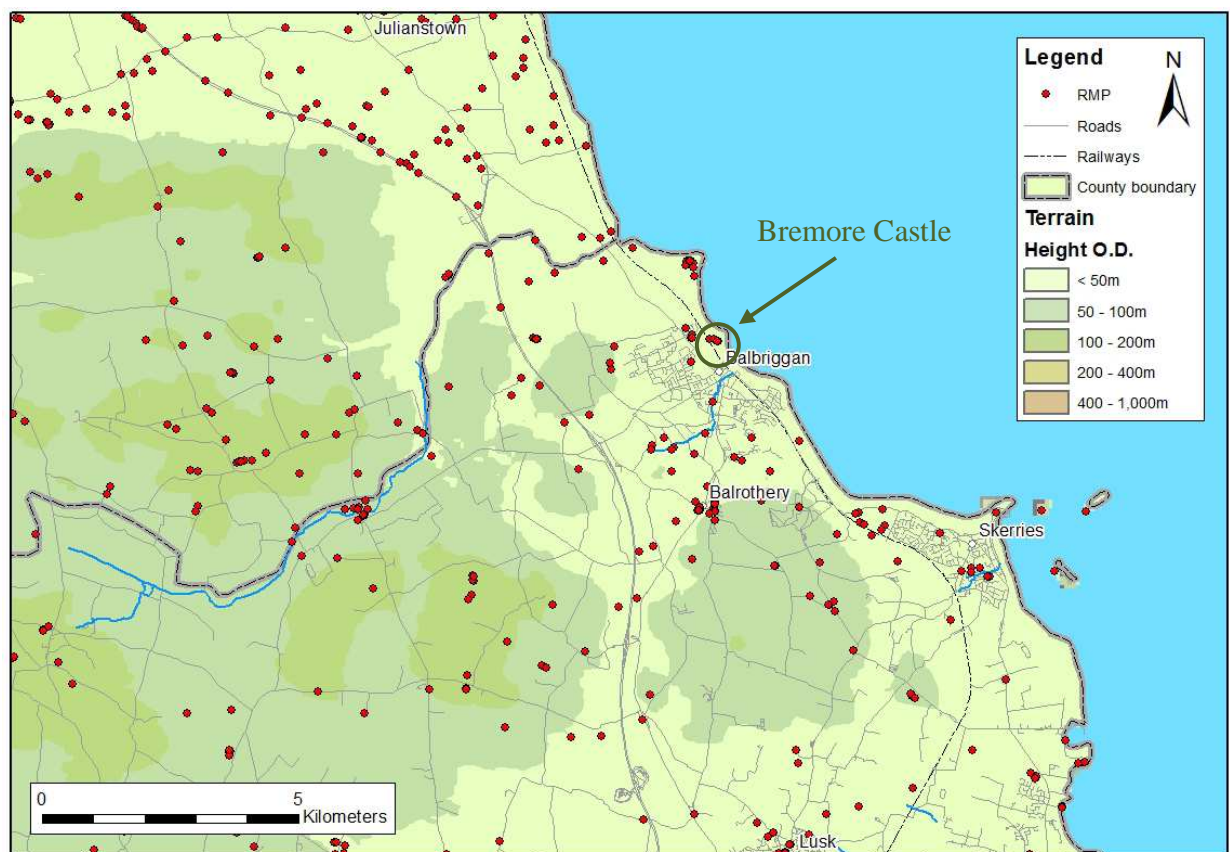 Julianstown
Legend
N
RMP
Roads
Railways
County boundary
Terrain
Height O.D.
< 50m
50 - 100m
100 - 200m
200 - 400m
400 - 1,000m
Bremore Castle
Balbriggan
Balrothery
Skerries
0 5
Kilometers
Lusk